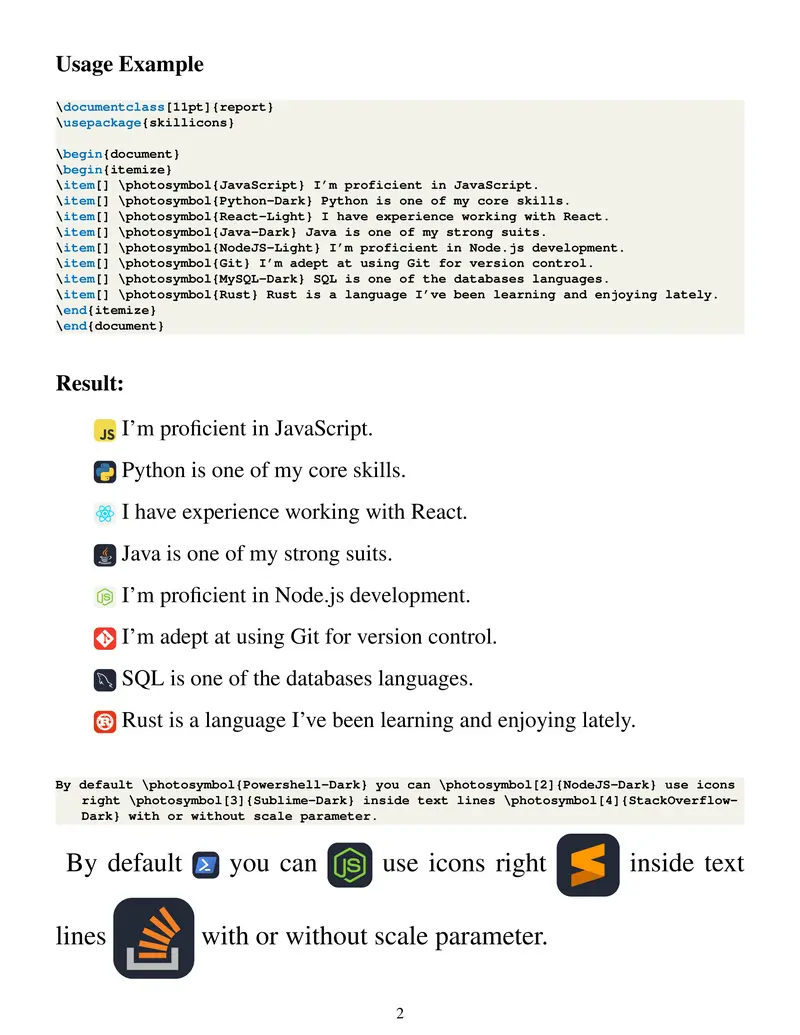 Usage Example
\documentclass[11pt]{report}
\usepackage{skillicons}
\begin{document}
\begin{itemize}
\item[] \photosymbol{JavaScript} I’m proficient in JavaScript.
\item[] \photosymbol{Python-Dark} Python is one of my core skills.
\item[] \photosymbol{React-Light} I have experience working with React.
\item[] \photosymbol{Java-Dark} Java is one of my strong suits.
\item[] \photosymbol{NodeJS-Light} I’m proficient in Node.js development.
\item[] \photosymbol{Git} I’m adept at using Git for version control.
\item[] \photosymbol{MySQL-Dark} SQL is one of the databases languages.
\item[] \photosymbol{Rust} Rust is a language I’ve been learning and enjoying lately.
\end{itemize}
\end{document}
Result:
JS I’m proficient in JavaScript.
Python is one of my core skills.
I have experience working with React.
Java is one of my strong suits.
I’m proficient in Node.js development.
I’m adept at using Git for version control.
SQL is one of the databases languages.
Rust is a language I’ve been learning and enjoying lately.
By default \photosymbol{Powershell-Dark} you can \photosymbol[2]{NodeJS-Dark} use icons
right \photosymbol[3]{Sublime-Dark} inside text lines \photosymbol[4]{StackOverflow-
Dark} with or without scale parameter.
By default you can JS use icons right inside text
lines with or without scale parameter.
2